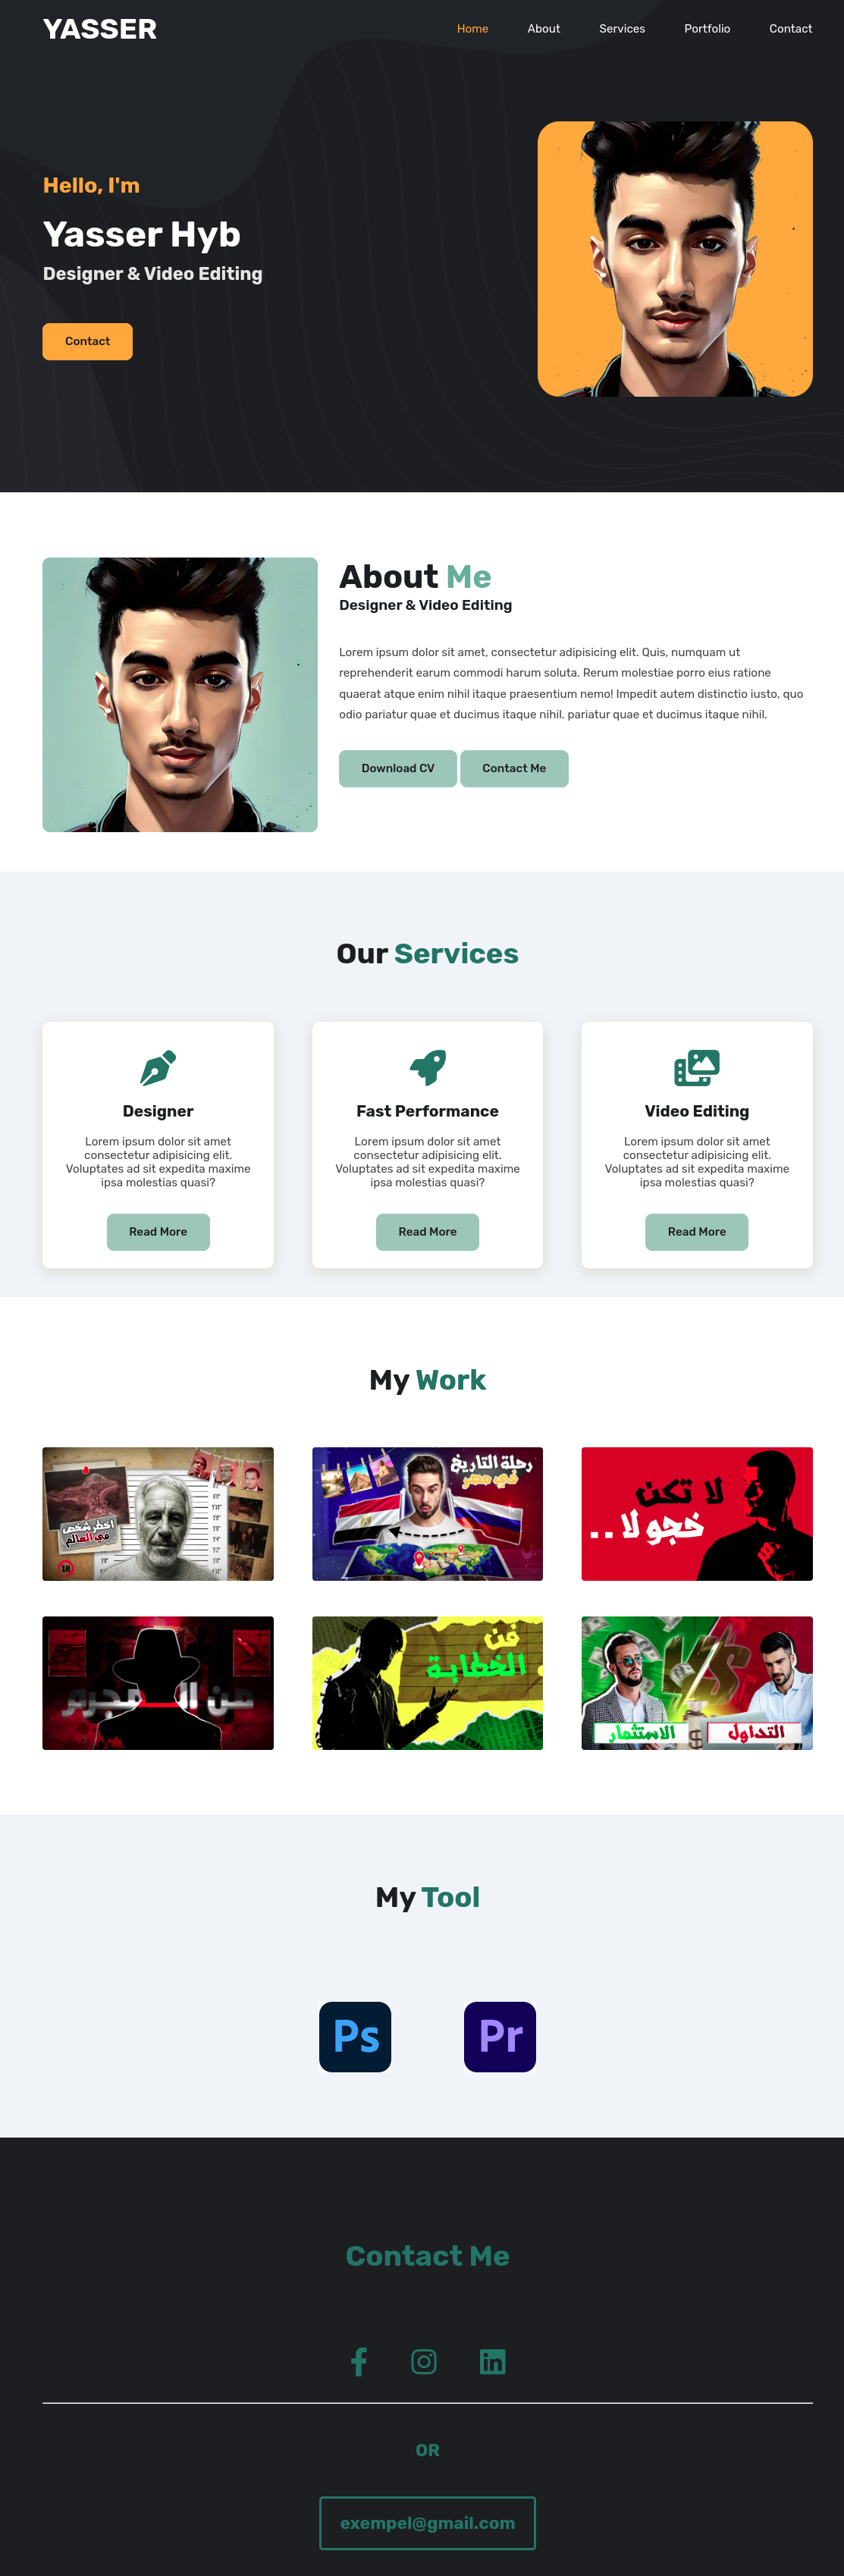 YASSER
Home About Services Portfolio Contact
Hello, I'm
Yasser Hyb
Designer & Video Editing
Contact
About Me
Designer & Video Editing
Lorem ipsum dolor sit amet, consectetur adipisicing elit. Quis, numquam ut
reprehenderit earum commodi harum soluta. Rerum molestiae porro eius ratione
quaerat atque enim nihil itaque praesentium nemo! Impedit autem distinctio iusto, quo
odio pariatur quae et ducimus itaque nihil. pariatur quae et ducimus itaque nihil.
Download CV
Contact Me
Our Services
Designer
Lorem ipsum dolor sit amet
consectetur adipisicing elit.
Voluptates ad sit expedita maxime
ipsa molestias quasi?
Read More
Fast Performance
Lorem ipsum dolor sit amet
consectetur adipisicing elit.
Voluptates ad sit expedita maxime
ipsa molestias quasi?
Read More
Video Editing
Lorem ipsum dolor sit amet
consectetur adipisicing elit.
Voluptates ad sit expedita maxime
ipsa molestias quasi?
Read More
My Work
اخطر شخص
في العالم
18
رحلة التاريخ
في مصر
لا تكن
خجولا ..
من المجرم
فن
الخطابة
VS
الاستثمار
التداول
My Tool
Ps
Pr
Contact Me
OR
exempel@gmail.com